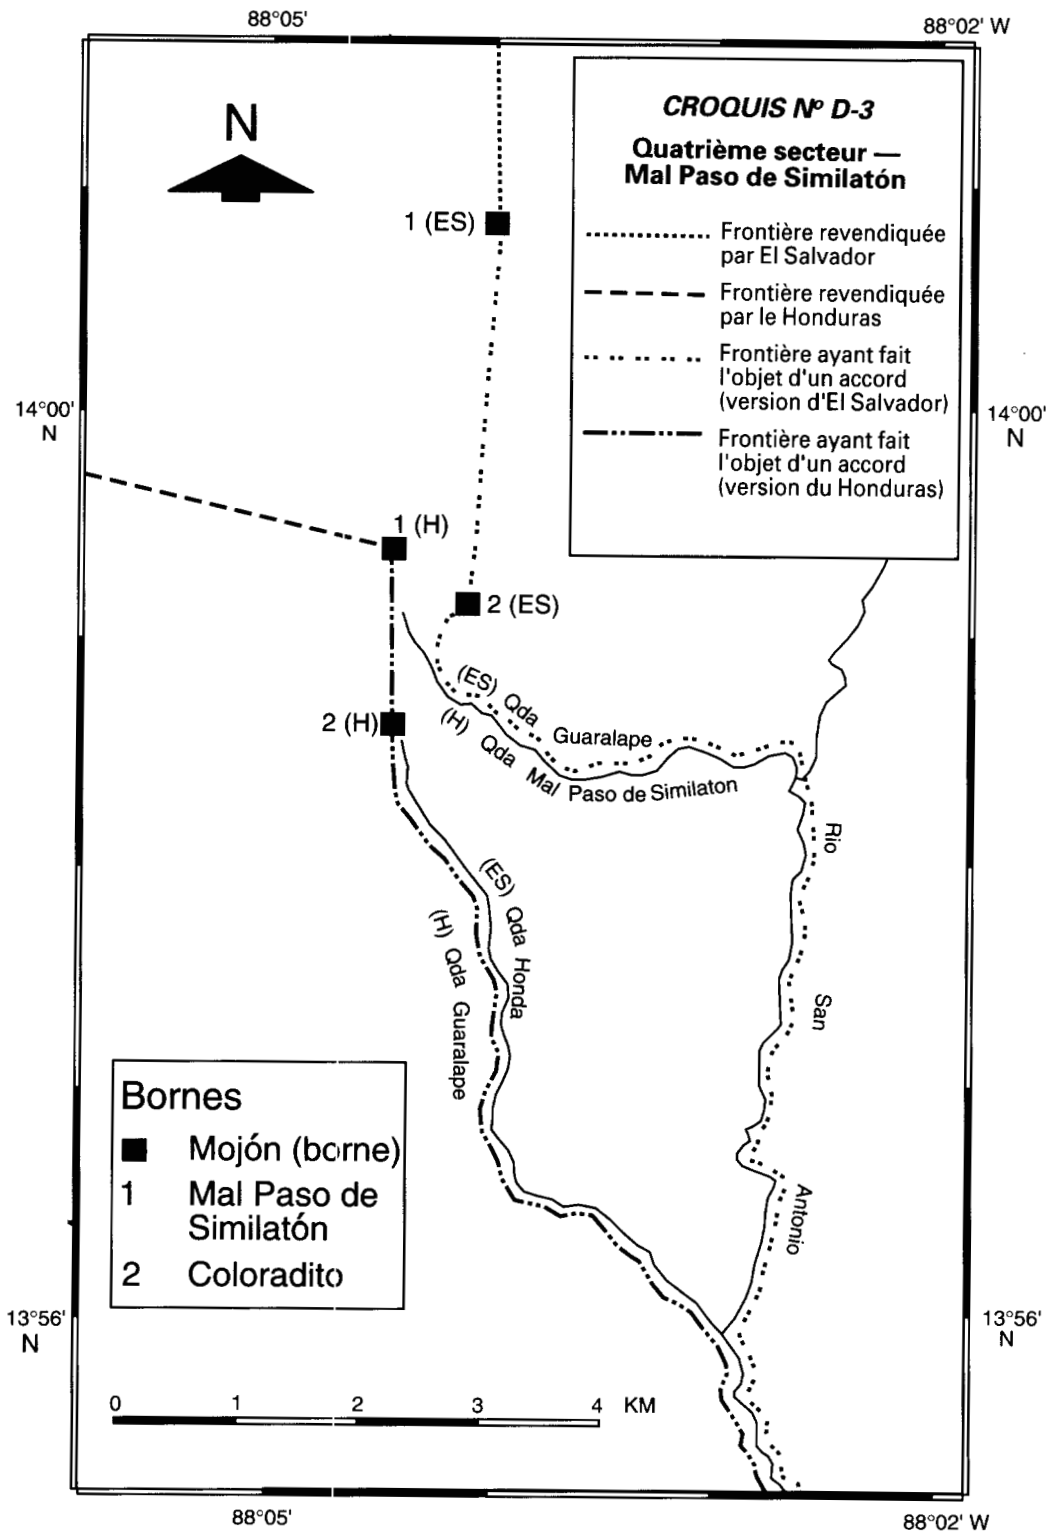 88°05'
88°02' W
N
CROQUIS Nº D-3
Quatrième secteur —
Mal Paso de Similatón
Frontière revendiquée
par El Salvador
Frontière revendiquée
par le Honduras
Frontière ayant fait
l'objet d'un accord
(version d'El Salvador)
Frontière ayant fait
l'objet d'un accord
(version du Honduras)
1 (ES)
14°00'
N
14°00'
N
1 (H)
2 (ES)
2 (H)
(ES) Qda Guaralape
(H) Qda Mal Paso de Similaton
Rio San Antonio
(ES) Qda Honda
(H) Qda Guaralape
Bornes
Mojón (borne)
1 Mal Paso de
Similatón
2 Coloradito
13°56'
N
13°56'
N
0 1 2 3 4 KM
88°05'
88°02' W